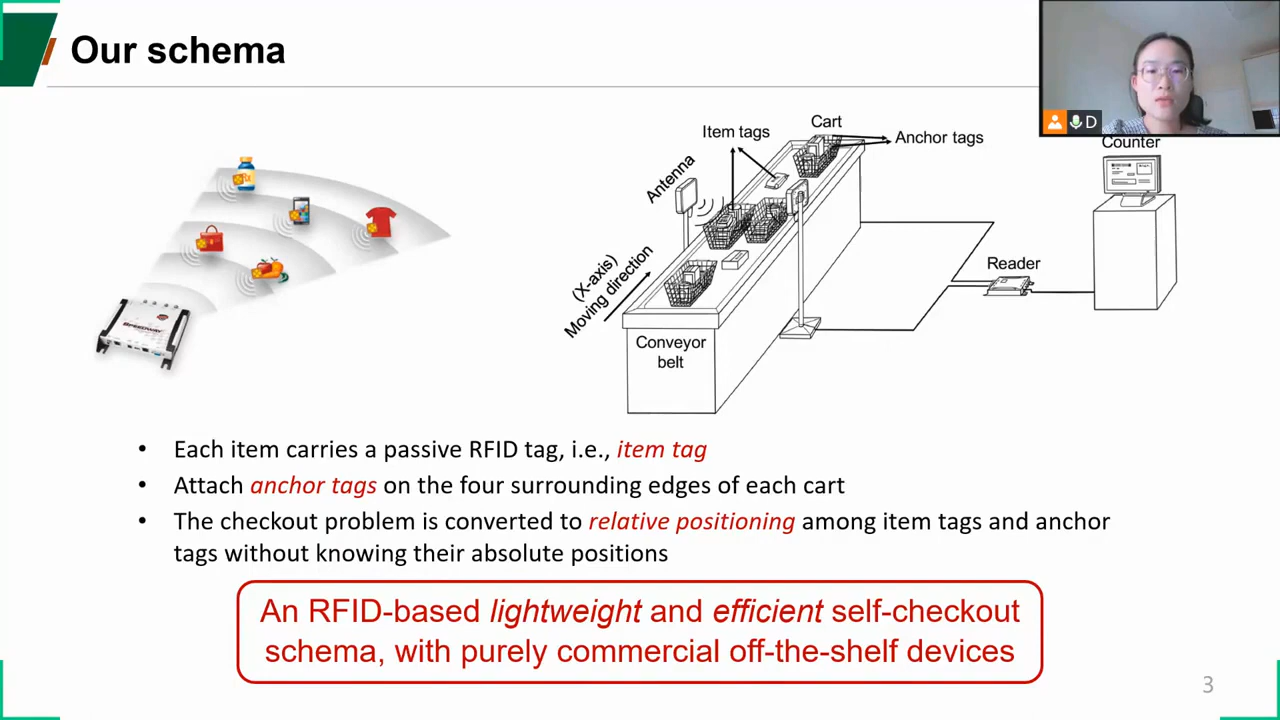 Our schema
D
Item tags
Cart
Anchor tags
Counter
Antenna
(X-axis)
Moving direction
Reader
Conveyor
belt
SPEEDWAY
• Each item carries a passive RFID tag, i.e., item tag
• Attach anchor tags on the four surrounding edges of each cart
• The checkout problem is converted to relative positioning among item tags and anchor
tags without knowing their absolute positions
An RFID-based lightweight and efficient self-checkout
schema, with purely commercial off-the-shelf devices
3